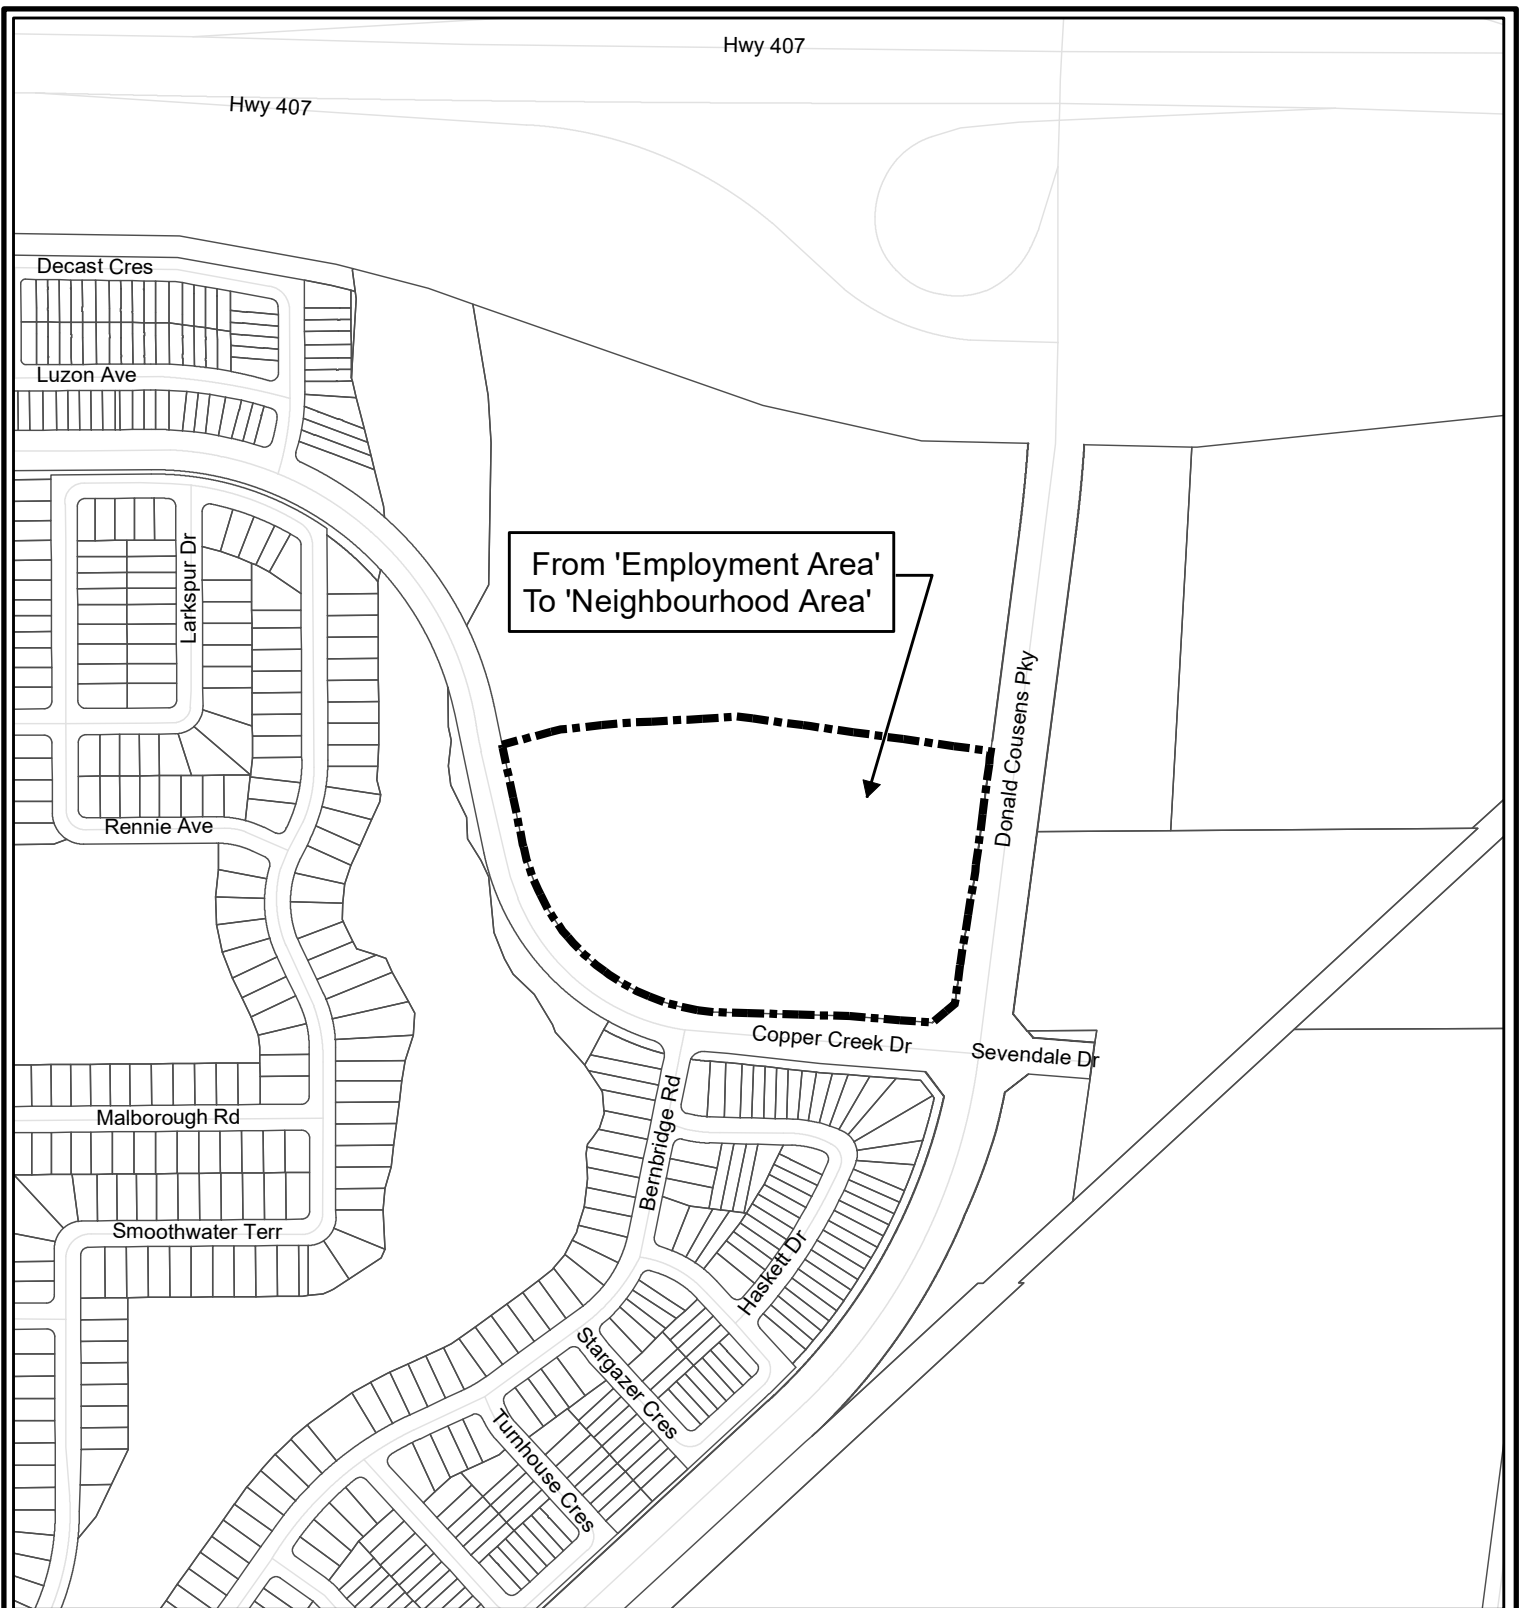 Hwy 407
Hwy 407
Decast Cres
Luzon Ave
Larkspur Dr
From 'Employment Area'
To 'Neighbourhood Area'
Donald Cousens Pky
Rennie Ave
Copper Creek Dr
Sevendale Dr
Bernbridge Rd
Malborough Rd
Smoothwater Terr
Haskett Dr
Stargazer Cres
Turnhouse Cres